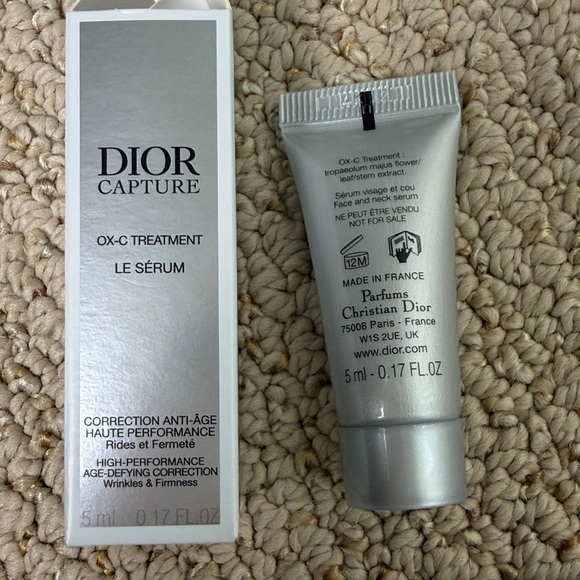 DIOR
CAPTURE
OX-C TREATMENT
LE SÉRUM
CORRECTION ANTI-ÂGE
HAUTE PERFORMANCE
Rides et Fermeté
HIGH-PERFORMANCE
AGE-DEFYING CORRECTION
Wrinkles & Firmness
5 ml 0.17 FL.OZ
OX-C Treatment :
tropaeolum majus flower/
leaf/stem extract.
Sérum visage et cou
Face and neck serum
NE PEUT ÊTRE VENDU
NOT FOR SALE
12M
MADE IN FRANCE
Parfums
Christian Dior
75008 Paris - France
W1S 2UE, UK
www.dior.com
5 ml - 0.17 FL.OZ